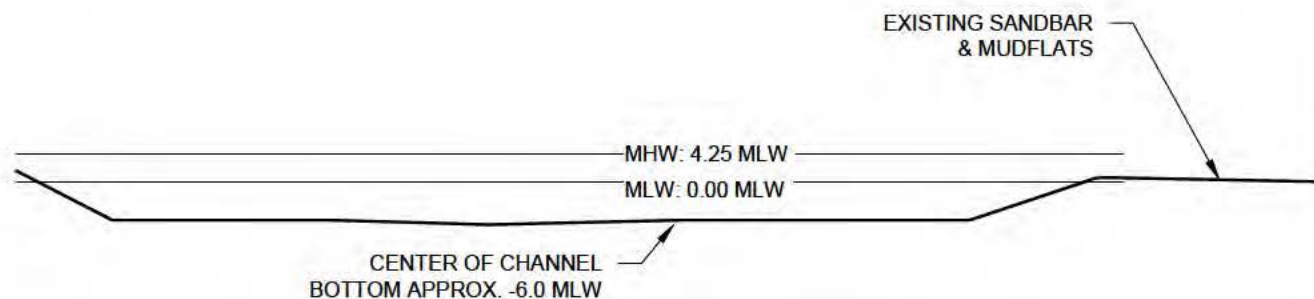 EXISTING SANDBAR
& MUDFLATS
MHW: 4.25 MLW
MLW: 0.00 MLW
CENTER OF CHANNEL
BOTTOM APPROX. -6.0 MLW